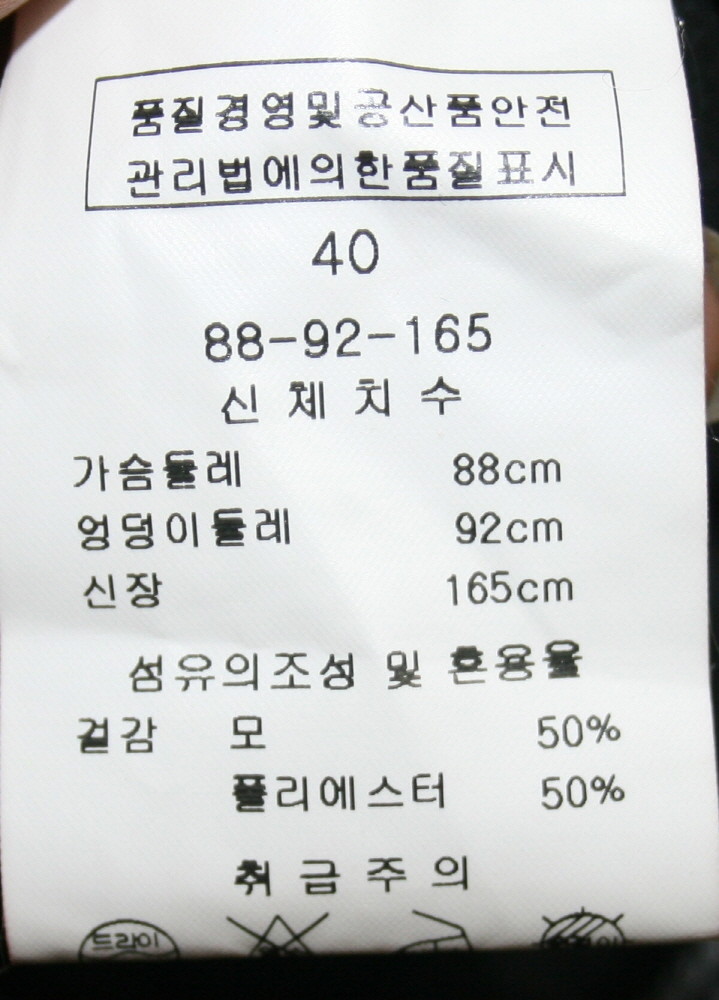 품질경영및공산품안전
관리법에의한품질표시
40
88-92-165
신체치수
가슴둘레 88cm
엉덩이둘레 92cm
신장 165cm
섬유의조성 및 혼용율
겉감 모 50%
폴리에스터 50%
취급주의
드라이